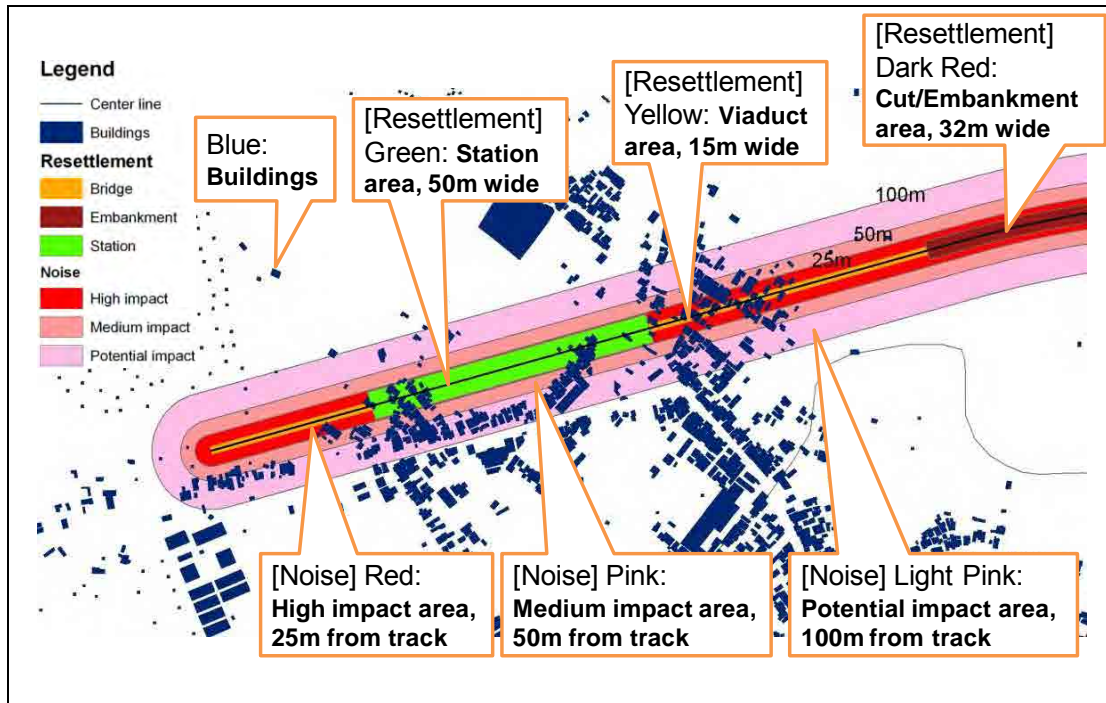 Legend
Center line
Buildings
Resettlement
Bridge
Embankment
Station
Noise
High impact
Medium impact
Potential impact
Blue:
Buildings
[Resettlement]
Green: Station
area, 50m wide
[Resettlement]
Yellow: Viaduct
area, 15m wide
[Resettlement]
Dark Red:
Cut/Embankment
area, 32m wide
100m
50m
25m
[Noise] Red:
High impact area,
25m from track
[Noise] Pink:
Medium impact area,
50m from track
[Noise] Light Pink:
Potential impact area,
100m from track